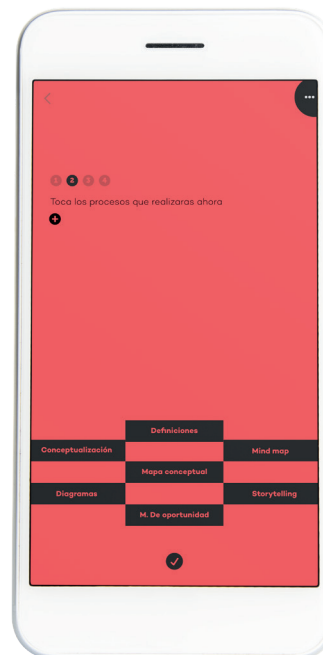 1 2 3 4
Toca los procesos que realizaras ahora
Definiciones
Conceptualización
Mind map
Mapa conceptual
Diagramas
Storytelling
M. De oportunidad